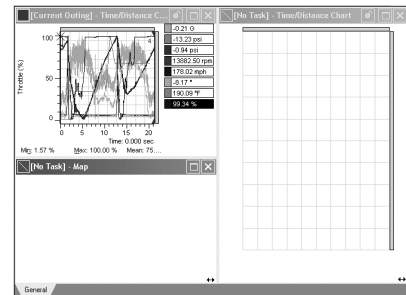 [Current Outing] - Time/Distance C...
[No Task] - Time/Distance Chart
Throttle (%)
100
50
0
0 5 10 15 20
4
Time: 0.000 sec
Min: 1.57 % Max: 100.00 % Mean: 75....
-0.21 G
-13.23 psi
-0.94 psi
13882.50 rpm
178.02 mph
-8.17 °
190.09 °F
99.34 %
[No Task] - Map
General